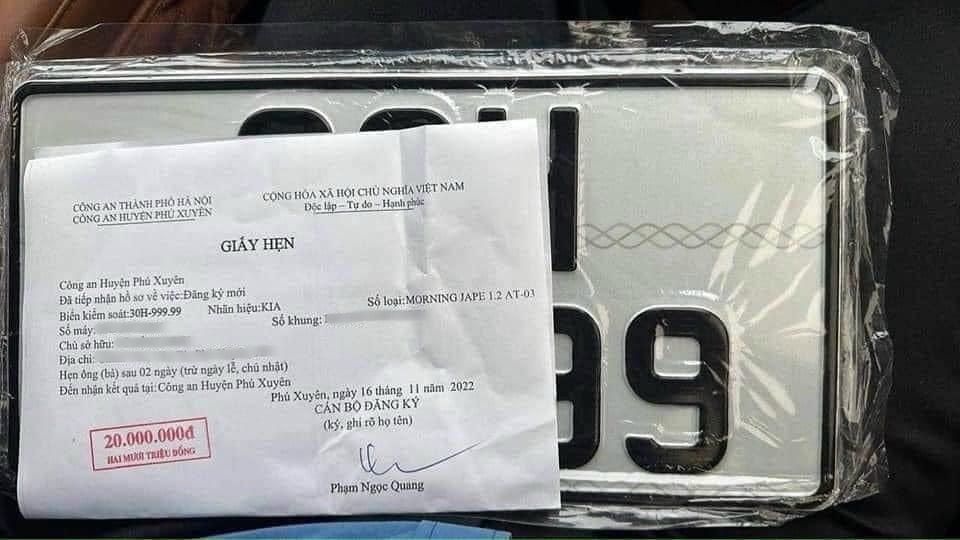 CÔNG AN THÀNH PHỐ HÀ NỘI
CÔNG AN HUYỆN PHÚ XUYÊN
CỘNG HÒA XÃ HỘI CHỦ NGHĨA VIỆT NAM
Độc lập – Tự do – Hạnh phúc
GIẤY HẸN
Công an Huyện Phú Xuyên
Đã tiếp nhận hồ sơ về việc:Đăng ký mới
Số loại:MORNING JAPE 1.2 AT-03
Biển kiểm soát:30H-999.99 Nhãn hiệu:KIA
Số máy: Số khung:
Chủ sở hữu:
Địa chỉ:
Hẹn ông (bà) sau 02 ngày (trừ ngày lễ, chủ nhật)
Đến nhận kết quả tại: Công an Huyện Phú Xuyên
Phú Xuyên, ngày 16 tháng 11 năm 2022
CÁN BỘ ĐĂNG KÝ
(ký, ghi rõ họ tên)
20.000.000đ
HAI MƯƠI TRIỆU ĐỒNG
Phạm Ngọc Quang
99